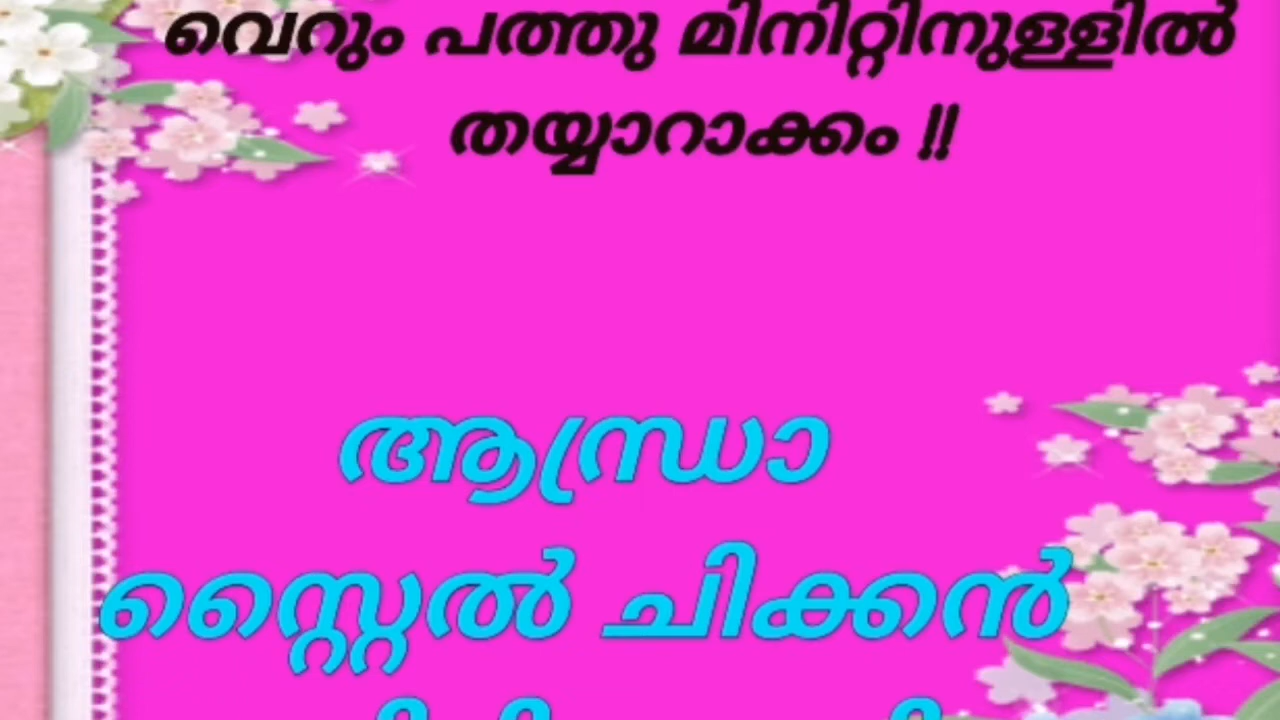 വെറും പത്തു മിനിറ്റിനുള്ളിൽ
തയ്യാറാക്കം !!
ആന്ധ്രാ
സ്റ്റൈൽ ചിക്കൻ